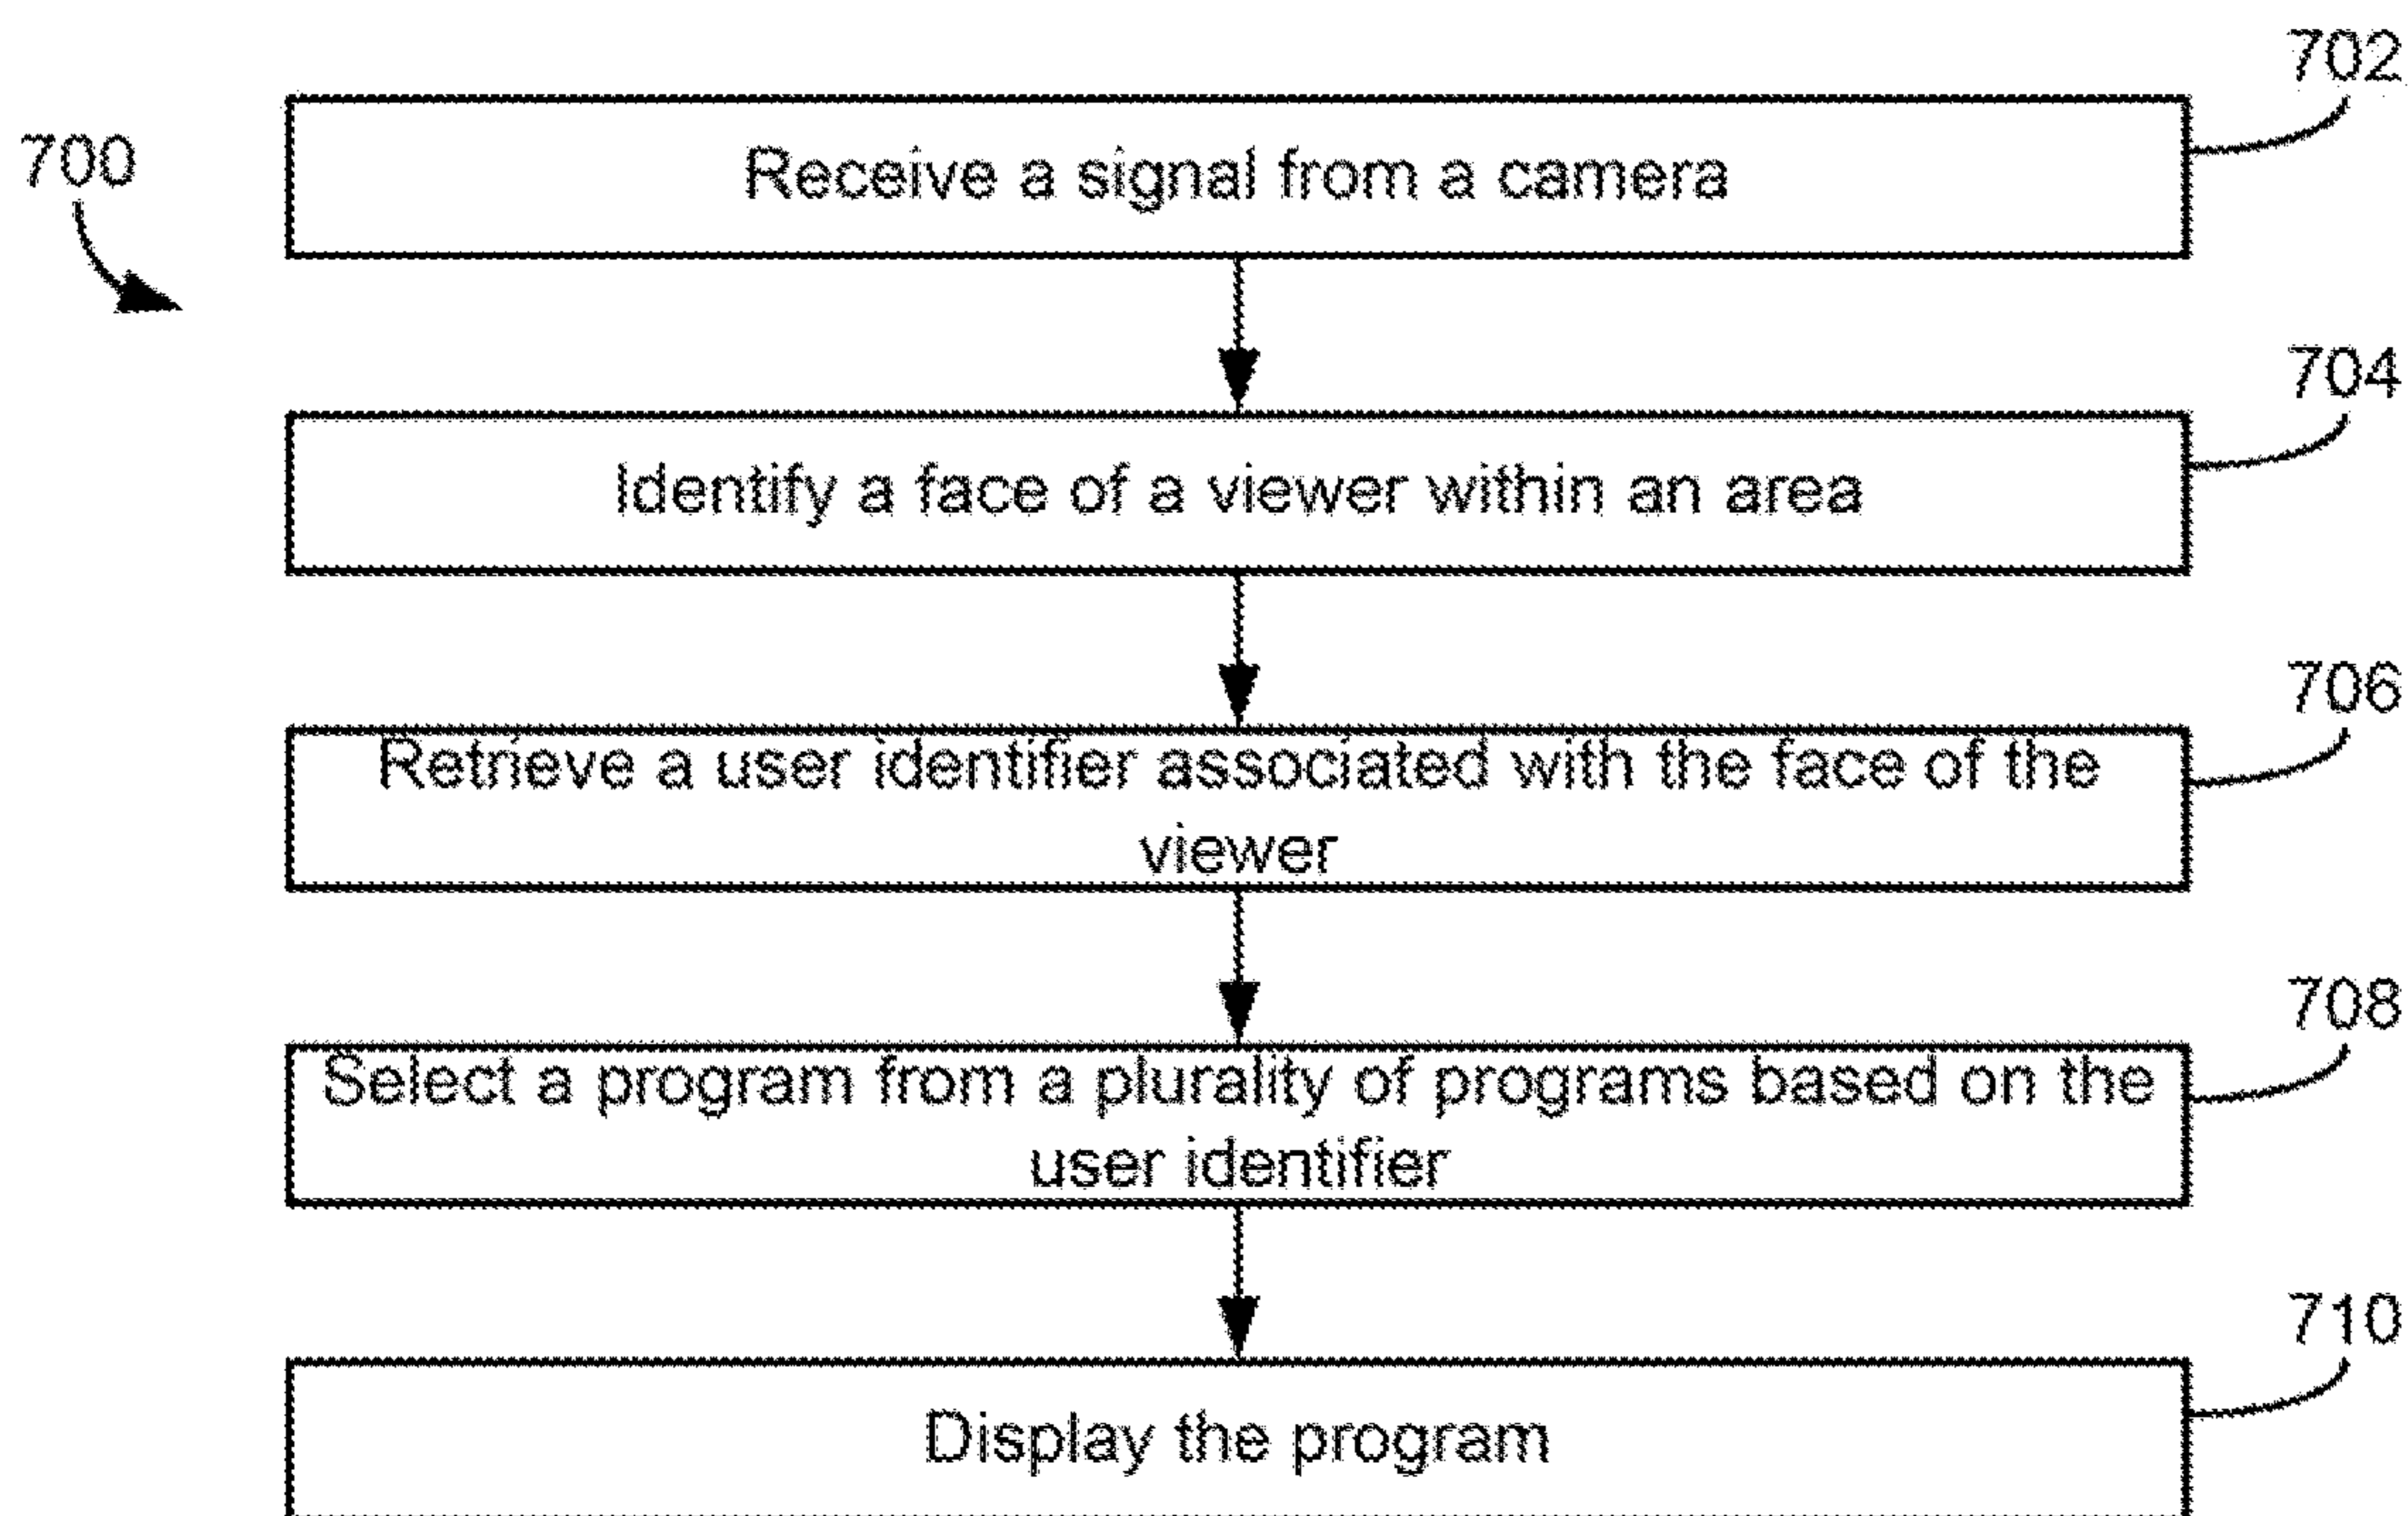 702
700
Receive a signal from a camera
704
Identify a face of a viewer within an area
706
Retrieve a user identifier associated with the face of the
viewer
708
Select a program from a plurality of programs based on the
user identifier
710
Display the program